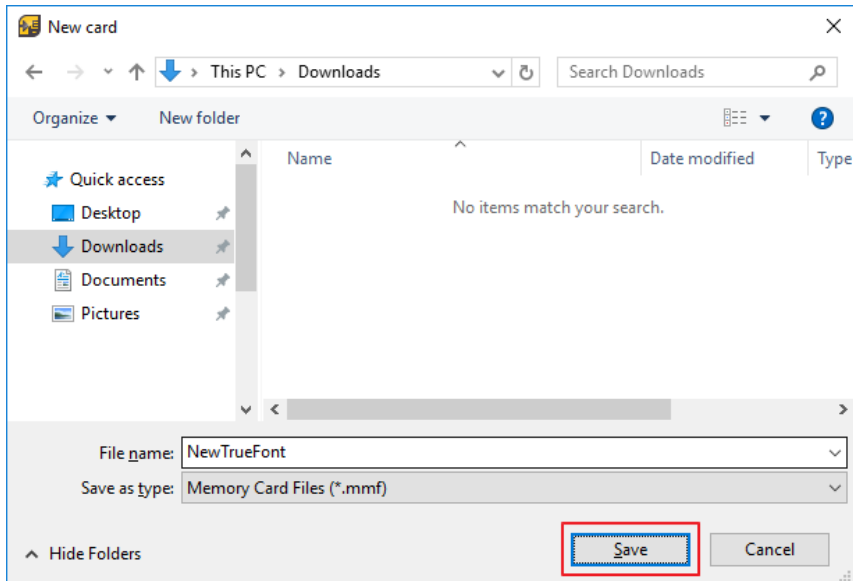 New card
This PC > Downloads
Search Downloads
Organize
New folder
?
Name
Date modified
Type
No items match your search.
Quick access
Desktop
Downloads
Documents
Pictures
File name: NewTrueFont
Save as type: Memory Card Files (*.mmf)
Hide Folders
Save
Cancel